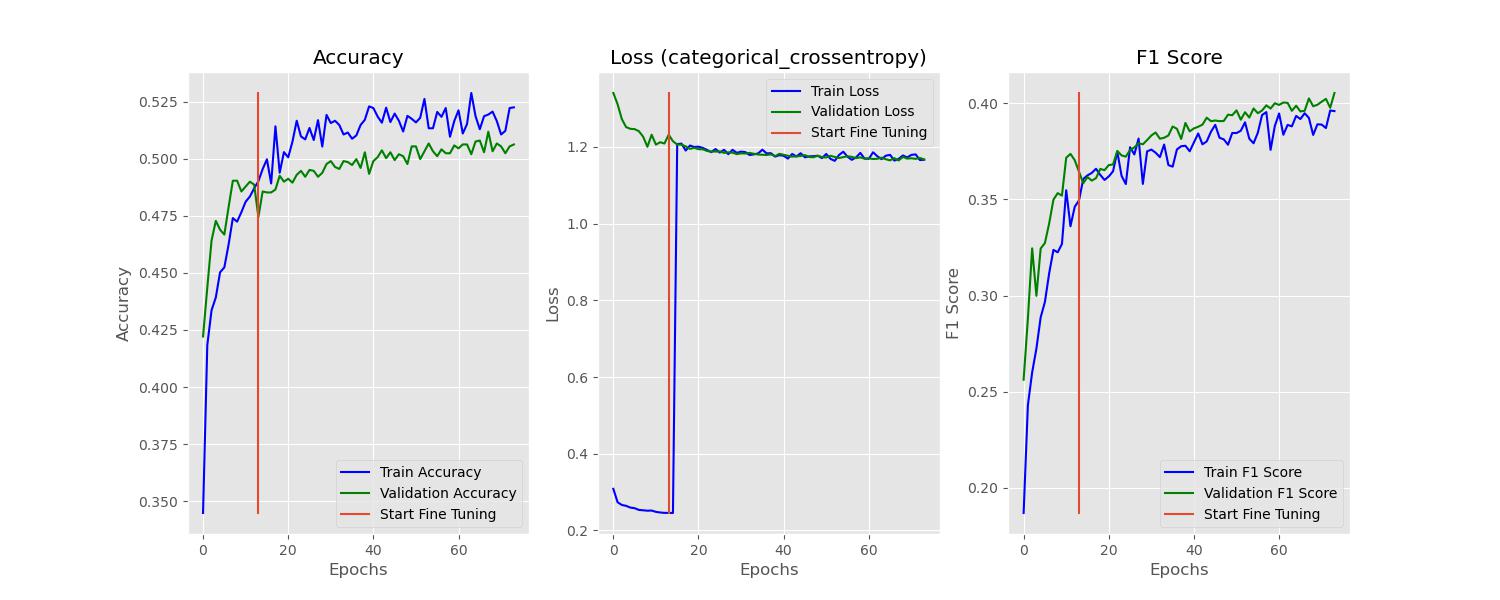 Accuracy
Accuracy
0.525
0.500
0.475
0.450
0.425
0.400
0.375
0.350
Train Accuracy
Validation Accuracy
Start Fine Tuning
0
20
40
60
Epochs
Loss (categorical_crossentropy)
Loss
1.2
1.0
0.8
0.6
0.4
0.2
Train Loss
Validation Loss
Start Fine Tuning
0
20
40
60
Epochs
F1 Score
F1 Score
0.40
0.35
0.30
0.25
0.20
Train F1 Score
Validation F1 Score
Start Fine Tuning
0
20
40
60
Epochs